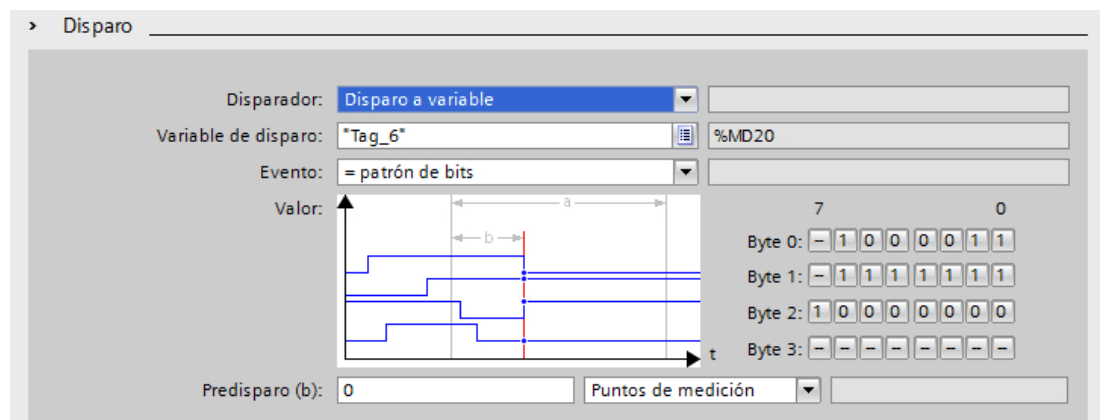 Disparo
Disparador: Disparo a variable
Variable de disparo: "Tag_6" %MD20
Evento: = patrón de bits
Valor: a 7 0
b Byte 0: - 1 0 0 0 0 1 1
Byte 1: - 1 1 1 1 1 1 1
Byte 2: 1 0 0 0 0 0 0 0
t Byte 3: - - - - - - - -
Predisparo (b): 0 Puntos de medición